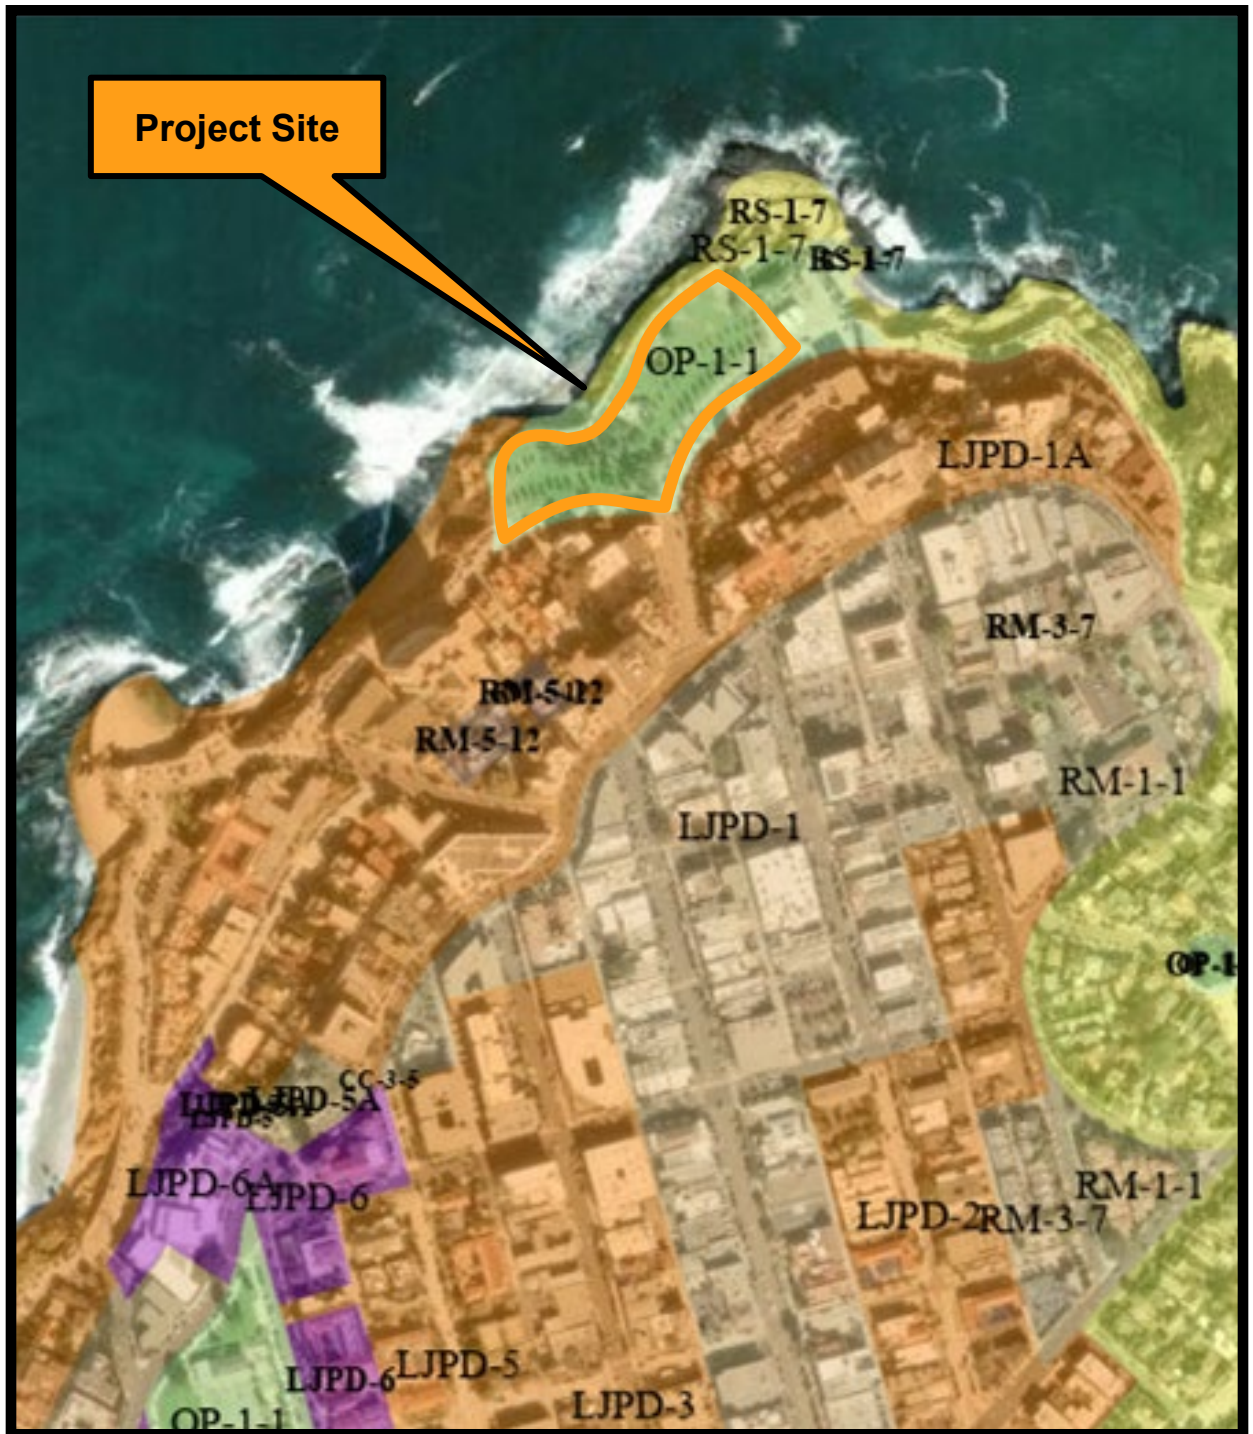 Project Site
RS-1-7
RS-1-7
RS-1-7
OP-1-1
LJPD-1A
RM-3-7
RM-5-12
RM-5-12
RM-1-1
LJPD-1
CC-3-5
LJPD-5A
LJPD-6A
LJPD-6
RM-1-1
LJPD-2
RM-3-7
LJPD-5
LJPD-6
LJPD-3
OP-1-1